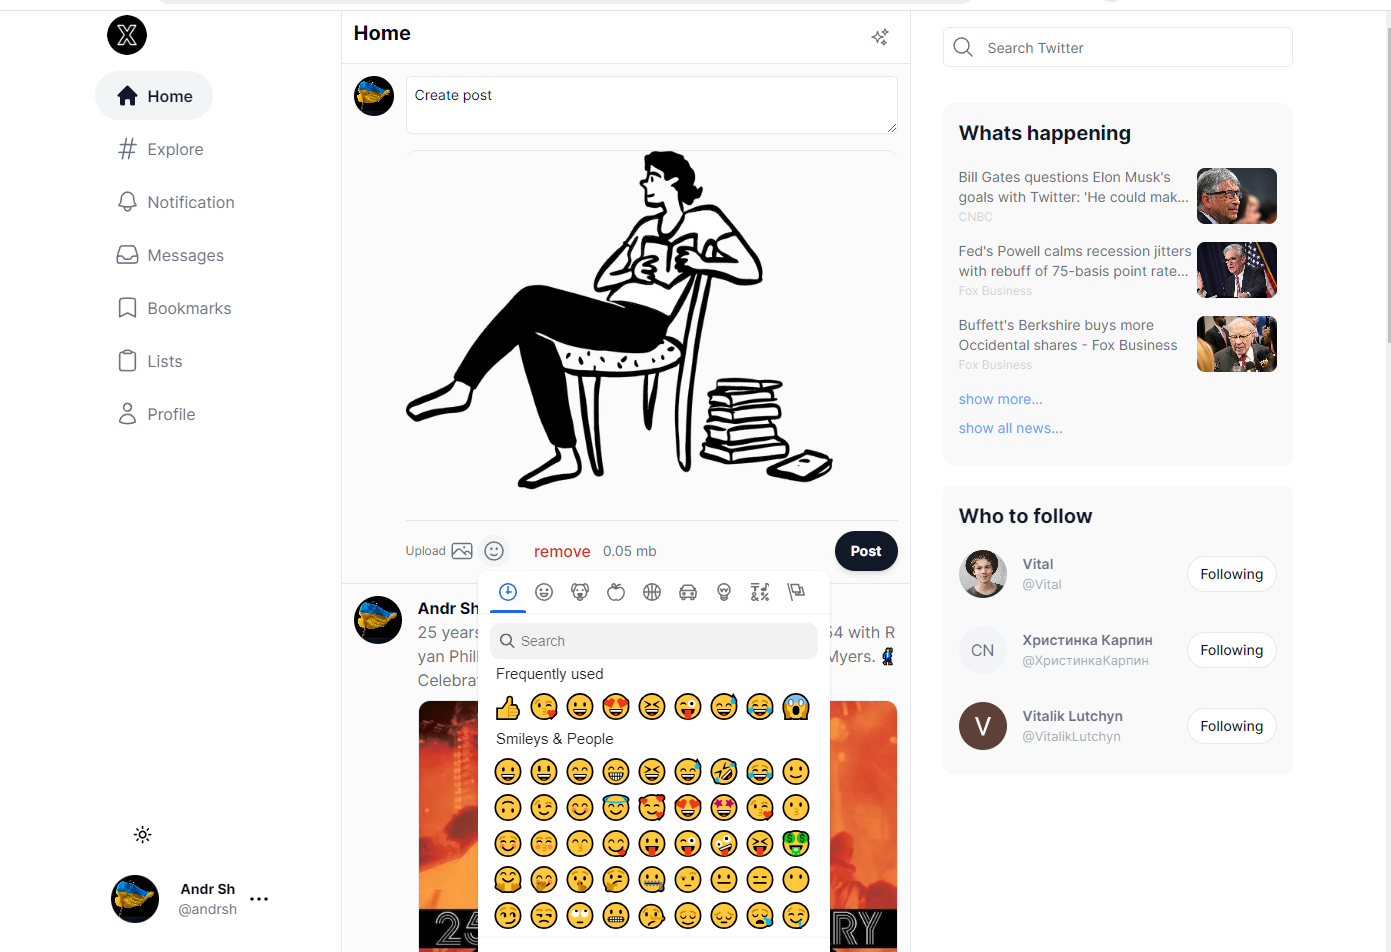 X
Home
Explore
Notification
Messages
Bookmarks
Lists
Profile
Andr Sh
@andrsh
Home
Create post
Upload
remove
0.05 mb
Post
Andr Sh
25 years 54 with R
yan Phill Myers.
Celebra
25 RY
Search
Frequently used
Smileys & People
Search Twitter
Whats happening
Bill Gates questions Elon Musk's
goals with Twitter: 'He could mak...
CNBC
Fed's Powell calms recession jitters
with rebuff of 75-basis point rate...
Fox Business
Buffett's Berkshire buys more
Occidental shares - Fox Business
Fox Business
show more...
show all news...
Who to follow
Vital
@Vital
Following
CN
Христинка Карпин
@ХристинкаКарпин
Following
V
Vitalik Lutchyn
@VitalikLutchyn
Following